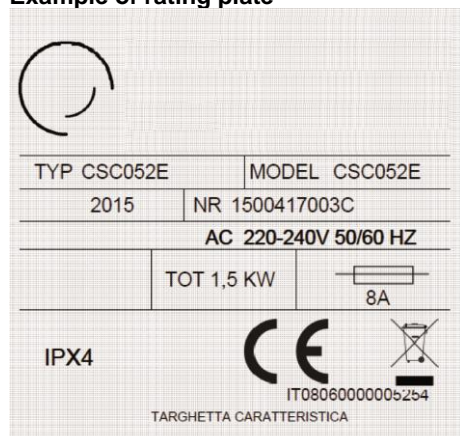 Example of rating plate
TYP CSC052E MODEL CSC052E
2015 NR 1500417003C
AC 220-240V 50/60 HZ
TOT 1,5 KW
8A
IPX4 CE
IT08060000005254
TARGHETTA CARATTERISTICA